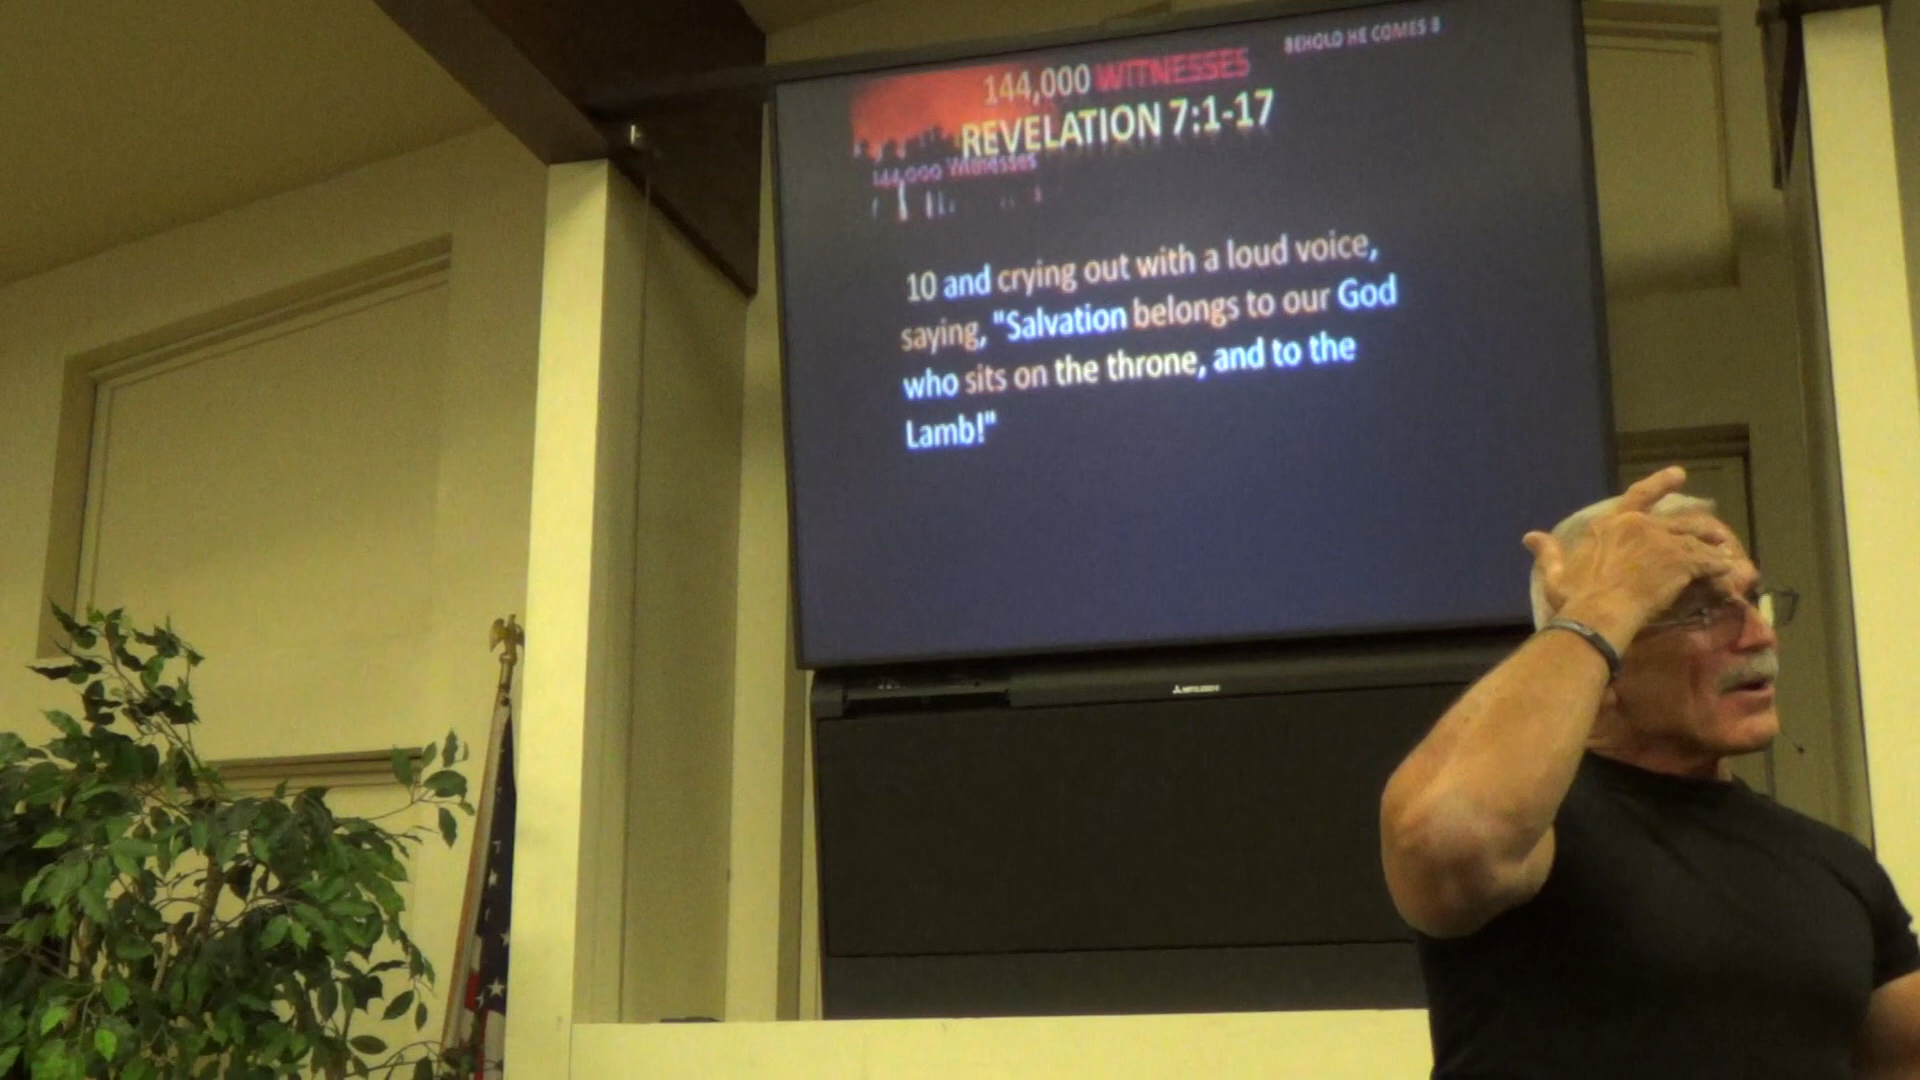 BEHOLD HE COMES 8
144,000 WITNESSES
REVELATION 7:1-17
144,000 Witnesses
10 and crying out with a loud voice,
saying, "Salvation belongs to our God
who sits on the throne, and to the
Lamb!"
MITSUBISHI